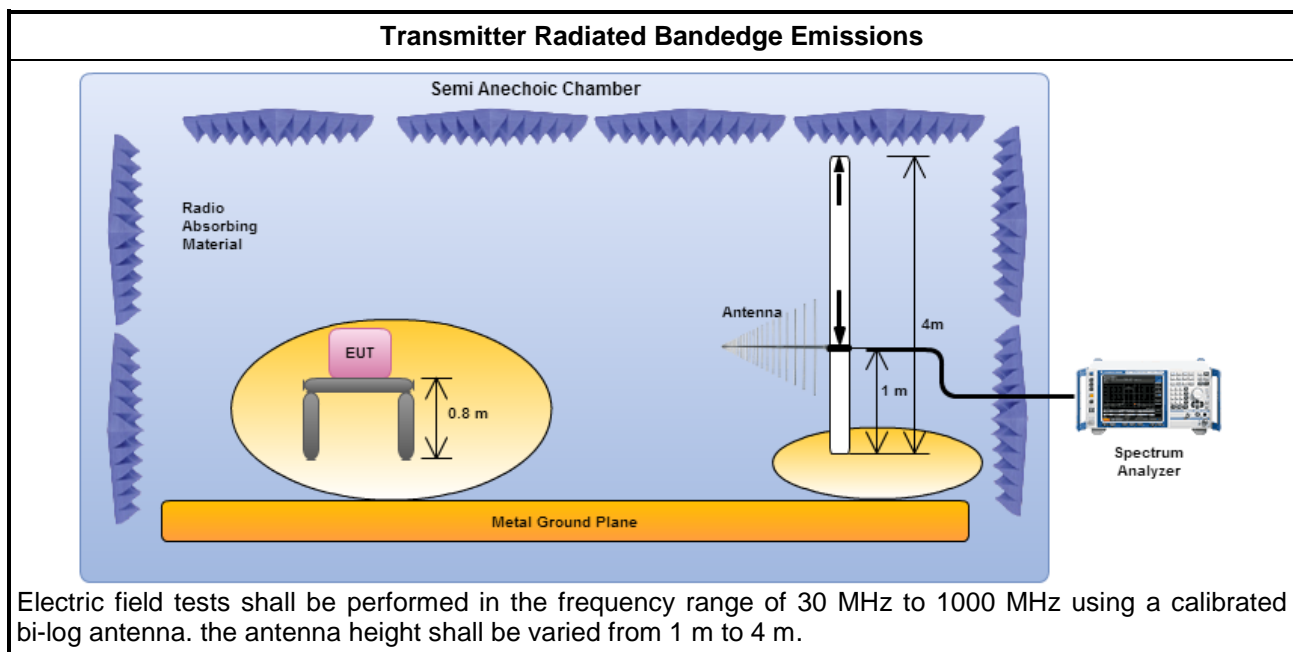 Transmitter Radiated Bandedge Emissions
Semi Anechoic Chamber
Radio
Absorbing
Material
Antenna
4m
EUT
1 m
0.8 m
Spectrum
Analyzer
Metal Ground Plane
Electric field tests shall be performed in the frequency range of 30 MHz to 1000 MHz using a calibrated
bi-log antenna. the antenna height shall be varied from 1 m to 4 m.